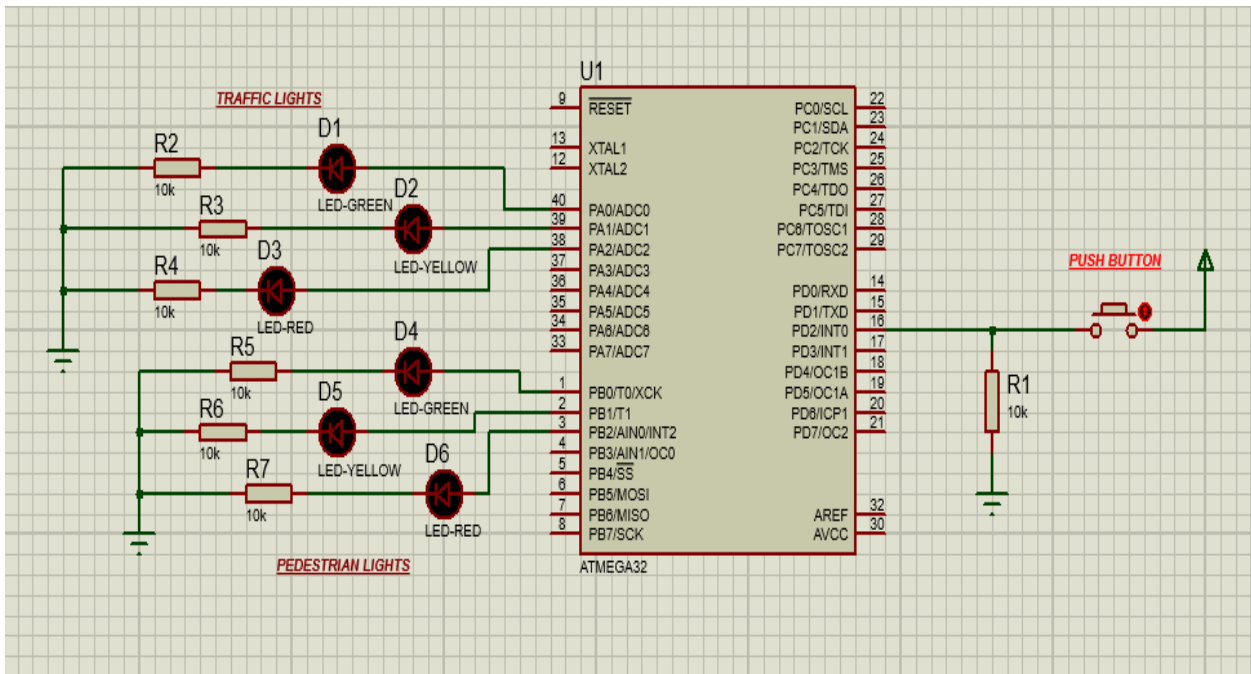 U1
TRAFFIC LIGHTS
R2
10k
D1
LED-GREEN
R3
10k
D2
LED-YELLOW
R4
10k
D3
LED-RED
R5
10k
D4
LED-GREEN
R6
10k
D5
LED-YELLOW
R7
10k
D6
LED-RED
PEDESTRIAN LIGHTS
9 RESET
13 XTAL1
12 XTAL2
40 PA0/ADC0
39 PA1/ADC1
38 PA2/ADC2
37 PA3/ADC3
36 PA4/ADC4
35 PA5/ADC5
34 PA6/ADC6
33 PA7/ADC7
1 PB0/T0/XCK
2 PB1/T1
3 PB2/AIN0/INT2
4 PB3/AIN1/OC0
5 PB4/SS
6 PB5/MOSI
7 PB6/MISO
8 PB7/SCK
PC0/SCL 22
PC1/SDA 23
PC2/TCK 24
PC3/TMS 25
PC4/TDO 26
PC5/TDI 27
PC6/TOSC1 28
PC7/TOSC2 29
PD0/RXD 14
PD1/TXD 15
PD2/INT0 16
PD3/INT1 17
PD4/OC1B 18
PD5/OC1A 19
PD6/ICP1 20
PD7/OC2 21
AREF 32
AVCC 30
ATMEGA32
PUSH BUTTON
R1
10k